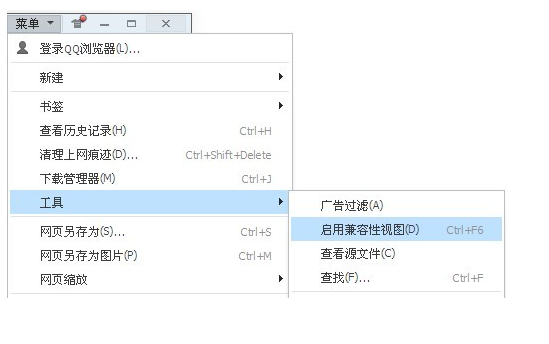 菜单
登录QQ浏览器(L)...
新建
书签
查看历史记录(H) Ctrl+H
清理上网痕迹(D)... Ctrl+Shift+Delete
下载管理器(M) Ctrl+J
工具
广告过滤(A)
网页另存为(S)... Ctrl+S
启用兼容性视图(D) Ctrl+F6
网页另存为图片(P) Ctrl+M
查看源文件(C)
网页缩放
查找(F)... Ctrl+F